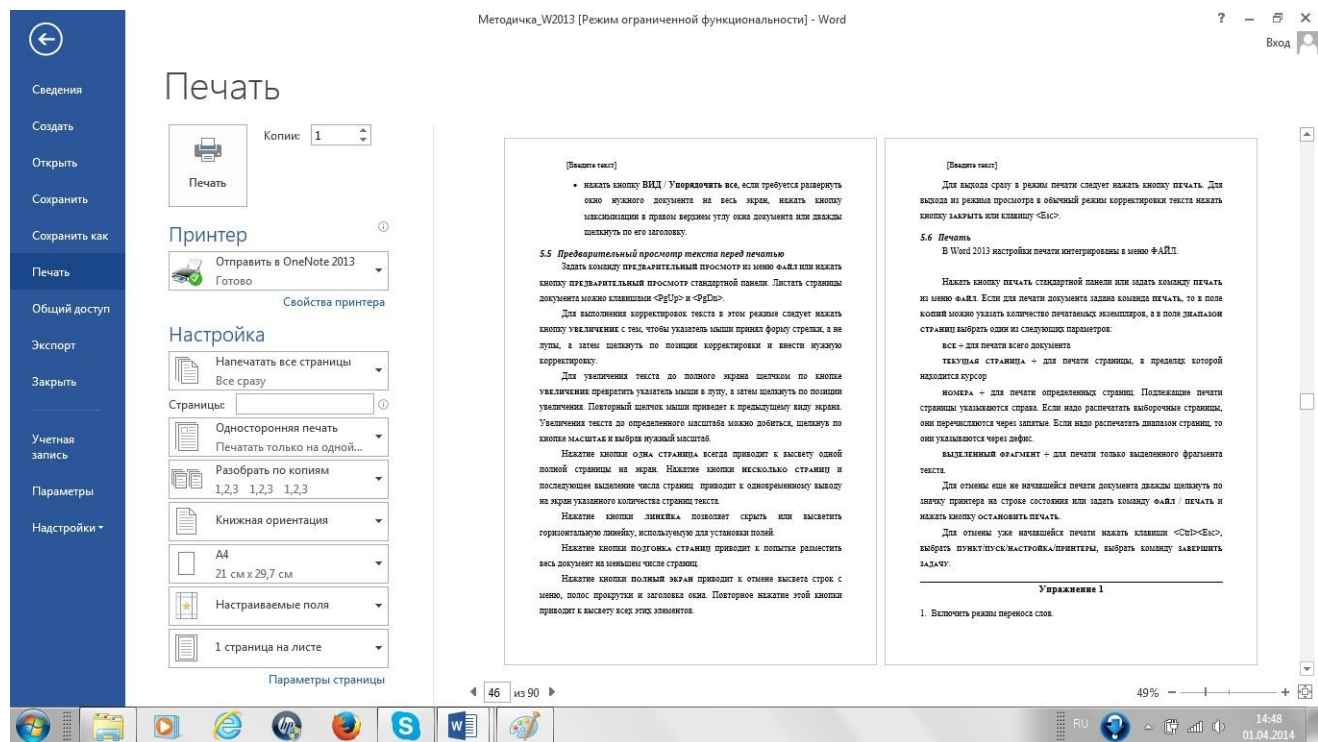 Методичка_W2013 [Режим ограниченной функциональности] - Word
?
Вход
Сведения
Создать
Открыть
Сохранить
Сохранить как
Печать
Общий доступ
Экспорт
Закрыть
Учетная
запись
Параметры
Надстройки
Печать
Печать
Копии: 1
Принтер
Отправить в OneNote 2013
Готово
Свойства принтера
Настройка
Напечатать все страницы
Все сразу
Страницы:
Односторонняя печать
Печатать только на одной...
Разобрать по копиям
1,2,3 1,2,3 1,2,3
Книжная ориентация
A4
21 см x 29,7 см
Настраиваемые поля
1 страница на листе
Параметры страницы
[Введите текст]
• нажать кнопку ВИД / Упорядочить все, если требуется развернуть
окно нужного документа на весь экран, нажать кнопку
максимизации в правом верхнем углу окна документа или дважды
щелкнуть по его заголовку.
5.5 Предварительный просмотр текста перед печатью
Задать команду ПРЕДВАРИТЕЛЬНЫЙ ПРОСМОТР из меню ФАЙЛ или нажать
кнопку ПРЕДВАРИТЕЛЬНЫЙ ПРОСМОТР стандартной панели. Листать страницы
документа можно клавишами <PgUp> и <PgDn>.
Для выполнения корректировок текста в этом режиме следует нажать
кнопку УВЕЛИЧЕНИЕ с тем, чтобы указатель мыши принял форму стрелки, а не
лупы, а затем щелкнуть по позиции корректировки и внести нужную
корректировку.
Для увеличения текста до полного экрана щелчком по кнопке
УВЕЛИЧЕНИЕ превратить указатель мыши в лупу, а затем щелкнуть по позиции
увеличения. Повторный щелчок мыши приведет к предыдущему виду экрана.
Увеличения текста до определенного масштаба можно добиться, щелкнув по
кнопке МАСШТАБ и выбрав нужный масштаб.
Нажатие кнопки ОДНА СТРАНИЦА всегда приводит к высвету одной
полной страницы на экран. Нажатие кнопки НЕСКОЛЬКО СТРАНИЦ и
последующее выделение числа страниц приводит к одновременному выводу
на экран указанного количества страниц текста.
Нажатие кнопки ЛИНЕЙКА позволяет скрыть или высветить
горизонтальную линейку, используемую для установки полей.
Нажатие кнопки ПОДГОНКА СТРАНИЦ приводит к попытке разместить
весь документ на меньшем числе страниц.
Нажатие кнопки ПОЛНЫЙ ЭКРАН приводит к отмене высвета строк с
меню, полос прокрутки и заголовка окна. Повторное нажатие этой кнопки
приводит к высвету всех этих элементов.
[Введите текст]
Для выхода сразу в режим печати следует нажать кнопку ПЕЧАТЬ. Для
выхода из режима просмотра в обычный режим корректировки текста нажать
кнопку ЗАКРЫТЬ или клавишу <Esc>.
5.6 Печать
В Word 2013 настройки печати интегрированы в меню ФАЙЛ.
Нажать кнопку ПЕЧАТЬ стандартной панели или задать команду ПЕЧАТЬ
из меню ФАЙЛ. Если для печати документа задана команда ПЕЧАТЬ, то в поле
КОПИЙ можно указать количество печатаемых экземпляров, а в поле ДИАПАЗОН
СТРАНИЦ выбрать один из следующих параметров:
ВСЕ ÷ для печати всего документа
ТЕКУЩАЯ СТРАНИЦА ÷ для печати страницы, в пределах которой
находится курсор
НОМЕРА ÷ для печати определенных страниц. Подлежащие печати
страницы указываются справа. Если надо распечатать выборочные страницы,
они перечисляются через запятые. Если надо распечатать диапазон страниц, то
они указываются через дефис.
ВЫДЕЛЕННЫЙ ФРАГМЕНТ ÷ для печати только выделенного фрагмента
текста.
Для отмены еще не начавшейся печати документа дважды щелкнуть по
значку принтера на строке состояния или задать команду ФАЙЛ / ПЕЧАТЬ и
нажать кнопку ОСТАНОВИТЬ ПЕЧАТЬ.
Для отмены уже начавшейся печати нажать клавиши <Ctrl><Esc>,
выбрать ПУНКТ/ПУСК/НАСТРОЙКА/ПРИНТЕРЫ, выбрать команду ЗАВЕРШИТЬ
ЗАДАЧУ.
Упражнение 1
1. Включить режим переноса слов.
46 из 90
49%
RU
14:48
01.04.2014